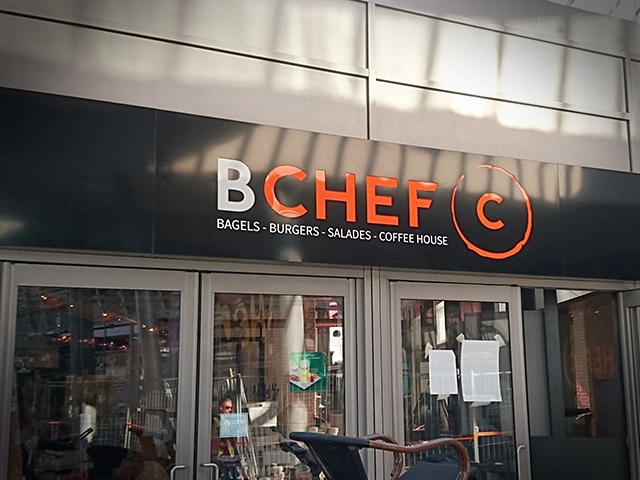 BCHEF C
BAGELS - BURGERS - SALADES - COFFEE HOUSE